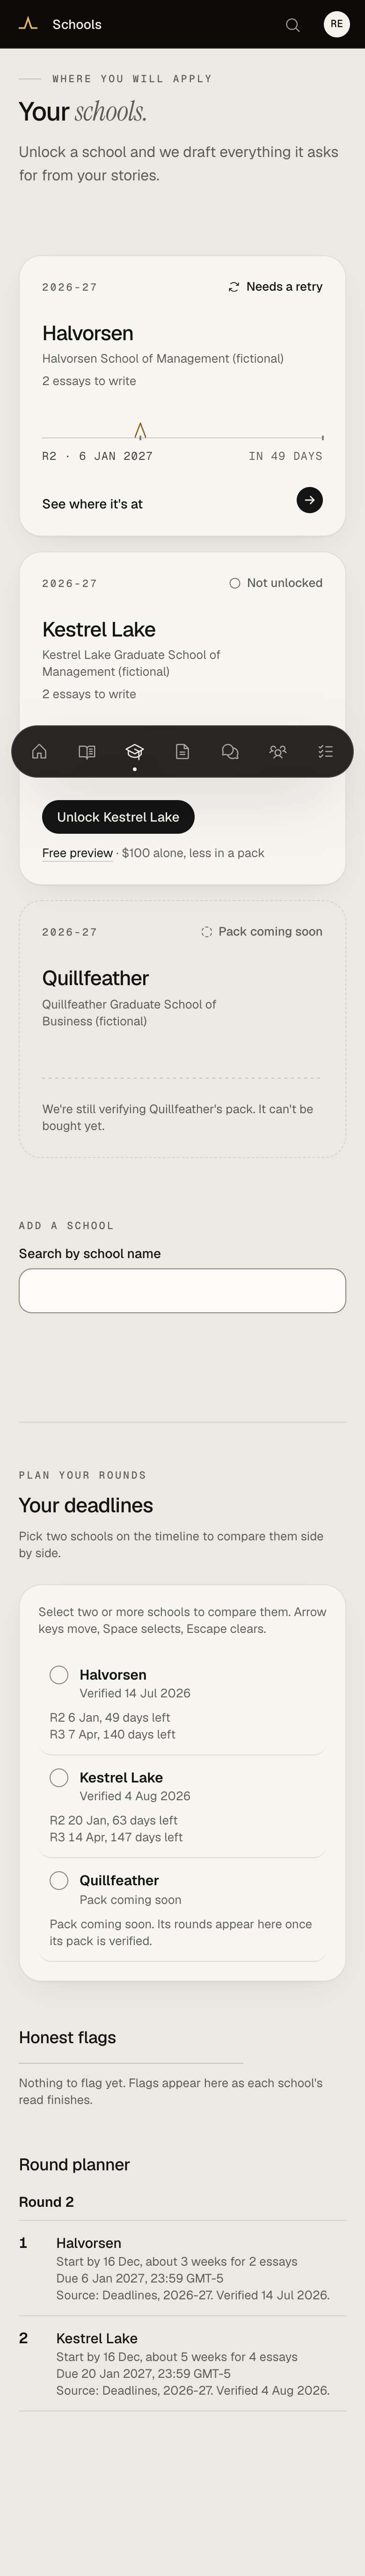 Schools
RE
WHERE YOU WILL APPLY
Your schools.
Unlock a school and we draft everything it asks
for from your stories.
2026-27
Needs a retry
Halvorsen
Halvorsen School of Management (fictional)
2 essays to write
R2 · 6 JAN 2027
IN 49 DAYS
See where it's at
2026-27
Not unlocked
Kestrel Lake
Kestrel Lake Graduate School of
Management (fictional)
2 essays to write
Unlock Kestrel Lake
Free preview · $100 alone, less in a pack
2026-27
Pack coming soon
Quillfeather
Quillfeather Graduate School of
Business (fictional)
We're still verifying Quillfeather's pack. It can't be
bought yet.
ADD A SCHOOL
Search by school name
PLAN YOUR ROUNDS
Your deadlines
Pick two schools on the timeline to compare them side
by side.
Select two or more schools to compare them. Arrow
keys move, Space selects, Escape clears.
Halvorsen
Verified 14 Jul 2026
R2 6 Jan, 49 days left
R3 7 Apr, 140 days left
Kestrel Lake
Verified 4 Aug 2026
R2 20 Jan, 63 days left
R3 14 Apr, 147 days left
Quillfeather
Pack coming soon
Pack coming soon. Its rounds appear here once
its pack is verified.
Honest flags
Nothing to flag yet. Flags appear here as each school's
read finishes.
Round planner
Round 2
1
Halvorsen
Start by 16 Dec, about 3 weeks for 2 essays
Due 6 Jan 2027, 23:59 GMT-5
Source: Deadlines, 2026-27. Verified 14 Jul 2026.
2
Kestrel Lake
Start by 16 Dec, about 5 weeks for 4 essays
Due 20 Jan 2027, 23:59 GMT-5
Source: Deadlines, 2026-27. Verified 4 Aug 2026.